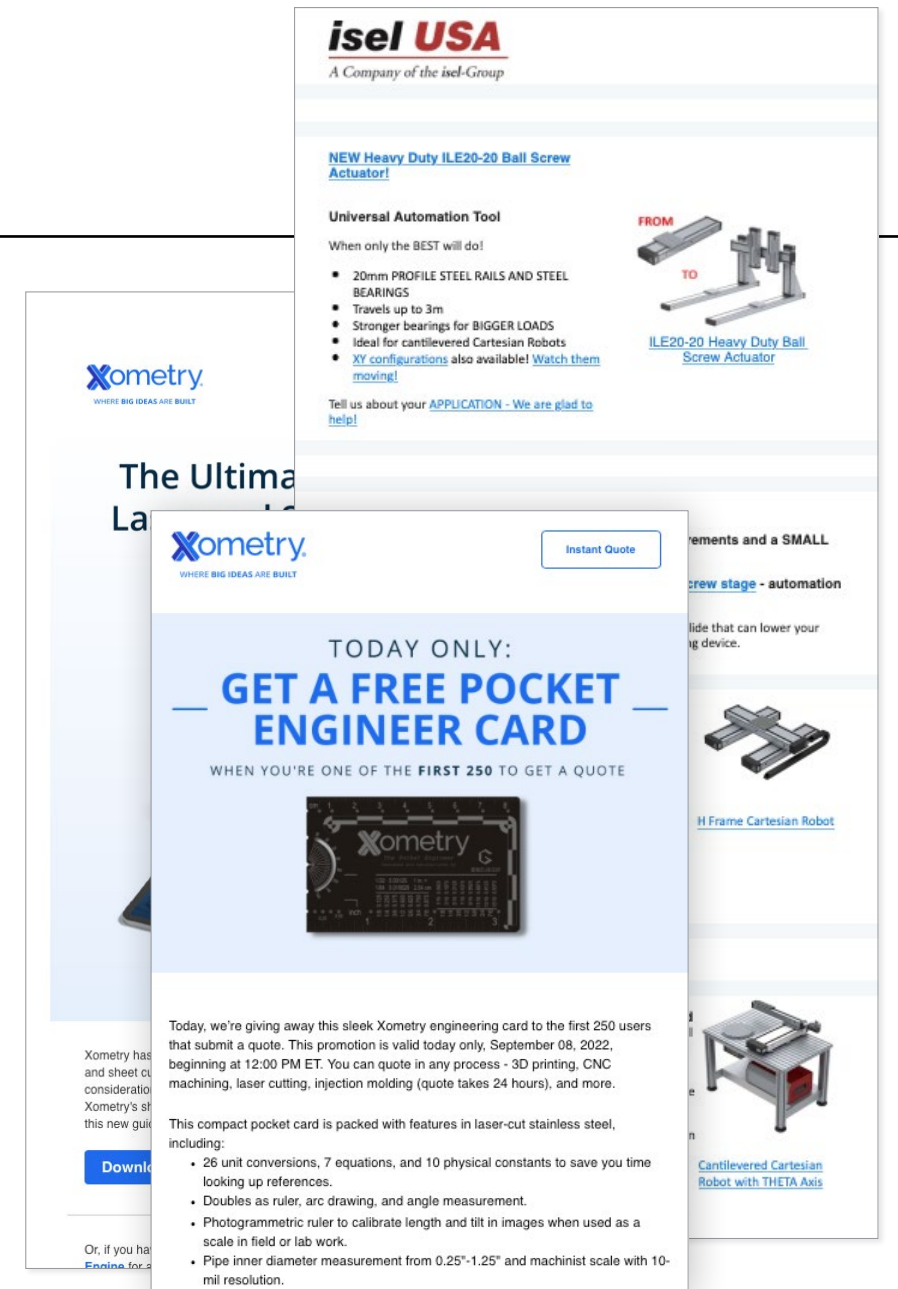 isel USA
A Company of the isel-Group
NEW Heavy Duty ILE20-20 Ball Screw
Actuator!
Universal Automation Tool
When only the BEST will do!
20mm PROFILE STEEL RAILS AND STEEL
BEARINGS
Travels up to 3m
Stronger bearings for BIGGER LOADS
Ideal for cantilevered Cartesian Robots
XY configurations also available! Watch them
moving!
Tell us about your APPLICATION - We are glad to
help!
FROM
TO
ILE20-20 Heavy Duty Ball
Screw Actuator
ements and a SMALL
crew stage - automation
lide that can lower your
ng device.
H Frame Cartesian Robot
Cantilevered Cartesian
Robot with THETA Axis
Xometry
WHERE BIG IDEAS ARE BUILT
The Ultima
La
Xometry has
and sheet cu
consideration
Xometry's sh
this new guid
Downlo
Or, if you ha
Engine for a
Xometry
WHERE BIG IDEAS ARE BUILT
Instant Quote
TODAY ONLY:
GET A FREE POCKET
ENGINEER CARD
WHEN YOU'RE ONE OF THE FIRST 250 TO GET A QUOTE
Xometry
The Pocket Engineer
inch
1 2 3
Today, we're giving away this sleek Xometry engineering card to the first 250 users
that submit a quote. This promotion is valid today only, September 08, 2022,
beginning at 12:00 PM ET. You can quote in any process - 3D printing, CNC
machining, laser cutting, injection molding (quote takes 24 hours), and more.
This compact pocket card is packed with features in laser-cut stainless steel,
including:
26 unit conversions, 7 equations, and 10 physical constants to save you time
looking up references.
Doubles as ruler, arc drawing, and angle measurement.
Photogrammetric ruler to calibrate length and tilt in images when used as a
scale in field or lab work.
Pipe inner diameter measurement from 0.25"-1.25" and machinist scale with 10-
mil resolution.